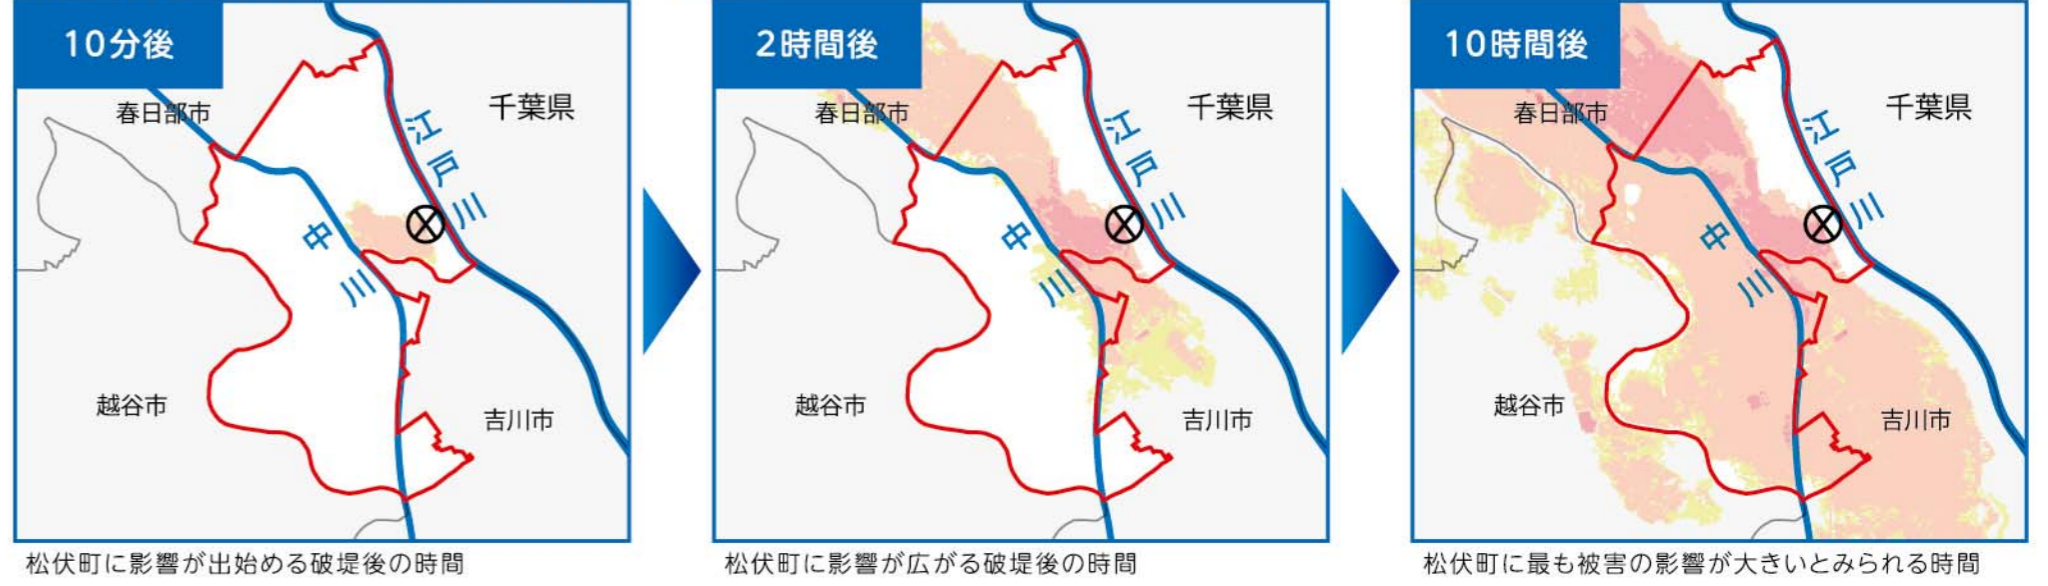 10分後
春日部市
千葉県
江戸川
中川
越谷市
吉川市
松伏町に影響が出始める破堤後の時間
2時間後
春日部市
千葉県
江戸川
中川
越谷市
吉川市
松伏町に影響が広がる破堤後の時間
10時間後
春日部市
千葉県
江戸川
中川
越谷市
吉川市
松伏町に最も被害の影響が大きいとみられる時間